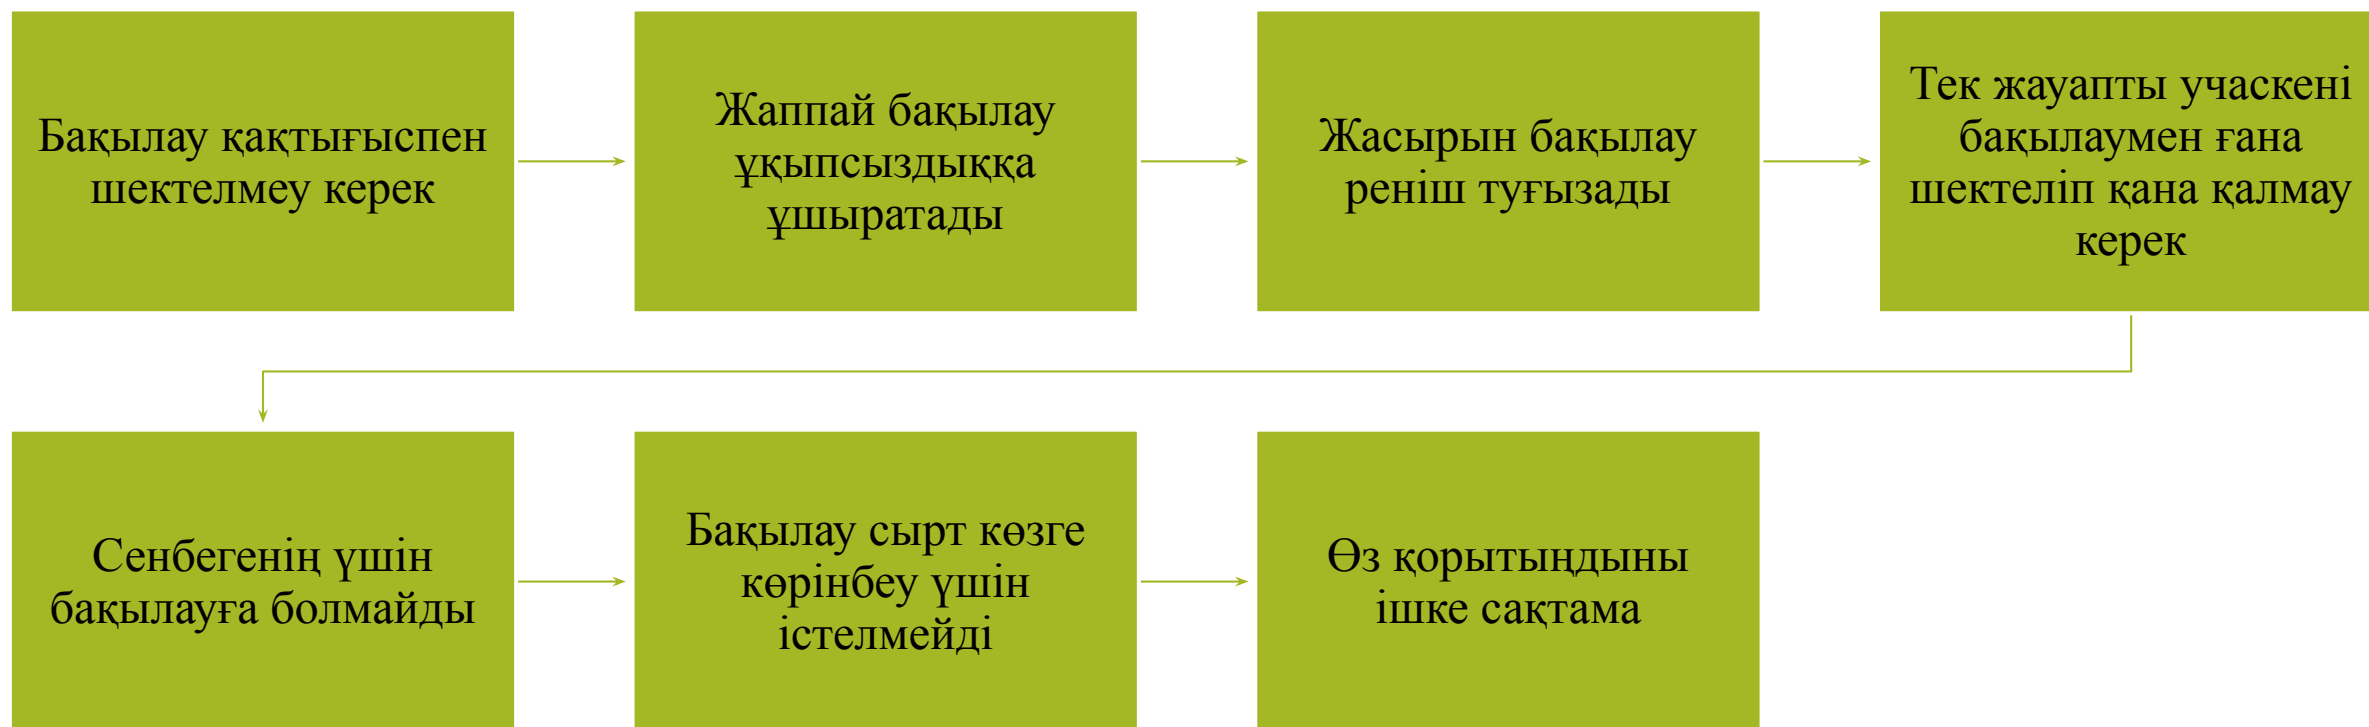 Бақылау қақтығыспен
шектелмеу керек
Жаппай бақылау
ұқыпсыздыққа
ұшыратады
Жасырын бақылау
реніш туғызады
Тек жауапты учаскені
бақылаумен ғана
шектеліп қана қалмау
керек
Сенбегенің үшін
бақылауға болмайды
Бақылау сырт көзге
көрінбеу үшін
істелмейді
Өз қорытыңдыны
ішке сақтама